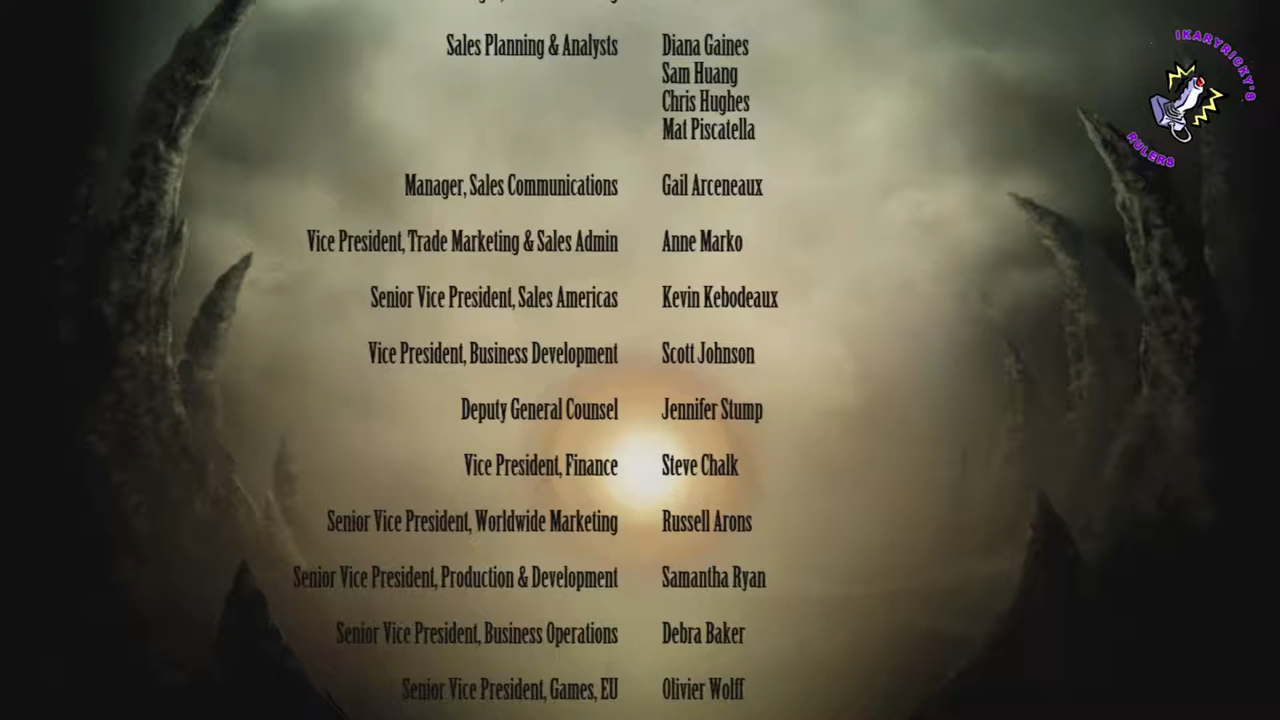 Sales Planning & Analysts Diana Gaines
Sam Huang
Chris Hughes
Mat Piscatella
Manager, Sales Communications Gail Arceneaux
Vice President, Trade Marketing & Sales Admin Anne Marko
Senior Vice President, Sales Americas Kevin Kebodeaux
Vice President, Business Development Scott Johnson
Deputy General Counsel Jennifer Stump
Vice President, Finance Steve Chalk
Senior Vice President, Worldwide Marketing Russell Arons
Senior Vice President, Production & Development Samantha Ryan
Senior Vice President, Business Operations Debra Baker
Senior Vice President, Games, EU Olivier Wolff
IKARYRICKY'S
RULERS